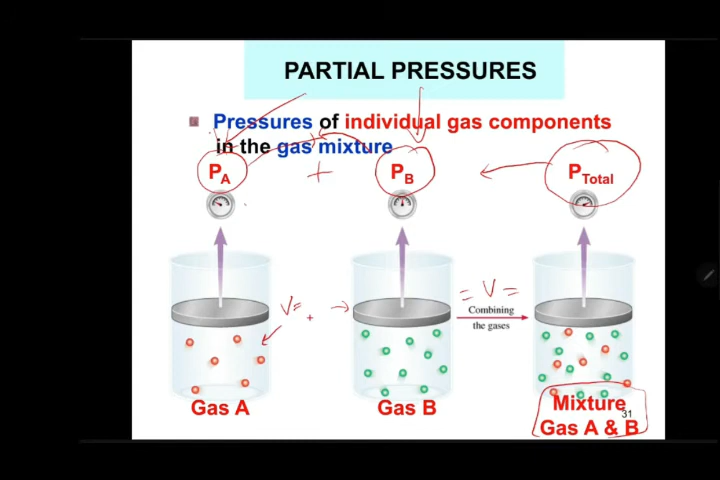 PARTIAL PRESSURES
Pressures of individual gas components
in the gas mixture
PA + PB PTotal
V= + = V =
Combining
the gases
Gas A Gas B Mixture
31
Gas A & B